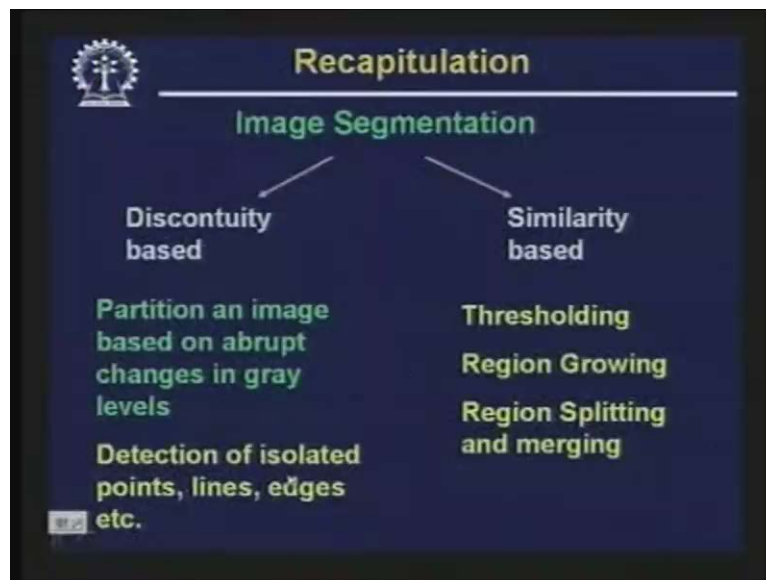 Recapitulation
Image Segmentation
Discontuity
based
Similarity
based
Partition an image
based on abrupt
changes in gray
levels
Detection of isolated
points, lines, edges
etc.
Thresholding
Region Growing
Region Splitting
and merging